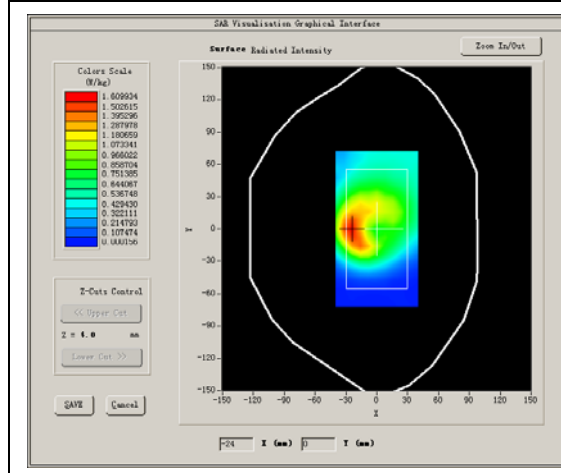 SAR Visualisation Graphical Interface
Surface Radiated Intensity
Zoom In/Out
Colors Scale
(W/kg)
1.609934
1.502615
1.395296
1.287978
1.180659
1.073341
0.966022
0.858704
0.751385
0.644067
0.536748
0.429430
0.322111
0.214793
0.107474
0.000156
Z-Cuts Control
<< Upper Cut
Z = 4.0 mm
Lower Cut >>
SAVE Cancel
150
120
90
60
30
0
-30
-60
-90
-120
-150
Y
-150 -120 -90 -60 -30 0 30 60 90 120 150
X
-24 X (mm) 0 Y (mm)